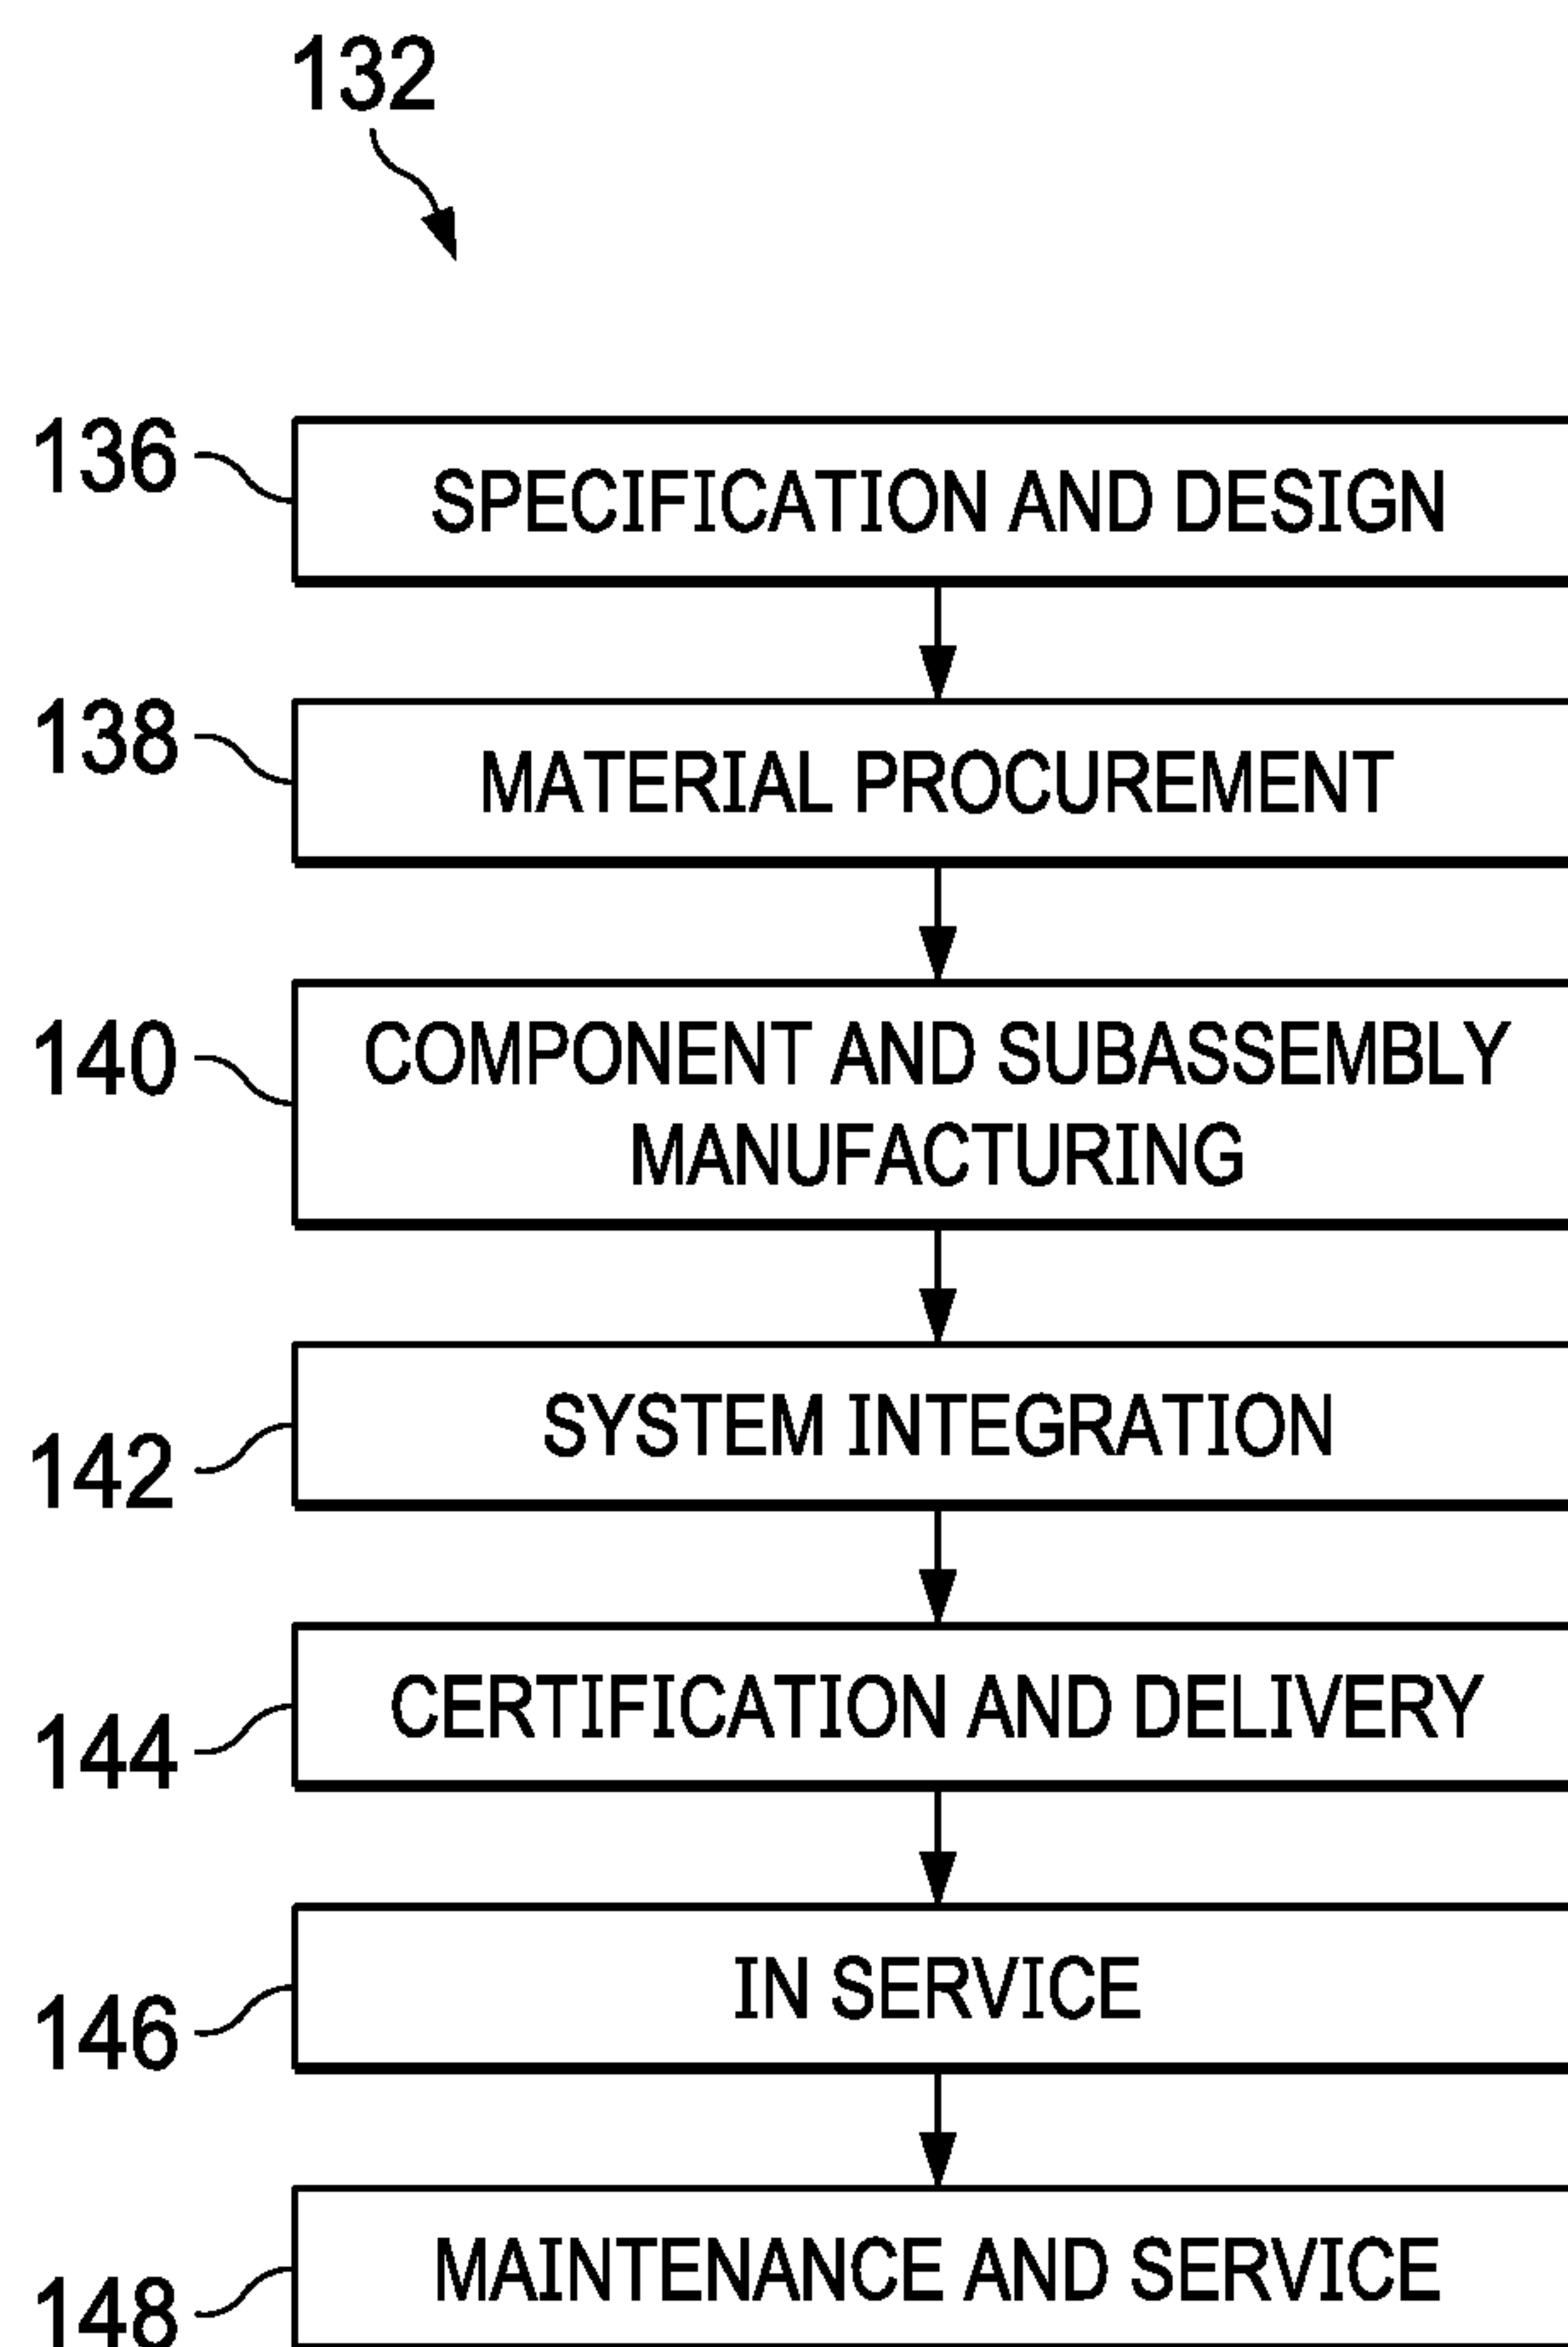 132
136
SPECIFICATION AND DESIGN
138
MATERIAL PROCUREMENT
140
COMPONENT AND SUBASSEMBLY
MANUFACTURING
142
SYSTEM INTEGRATION
144
CERTIFICATION AND DELIVERY
146
IN SERVICE
148
MAINTENANCE AND SERVICE